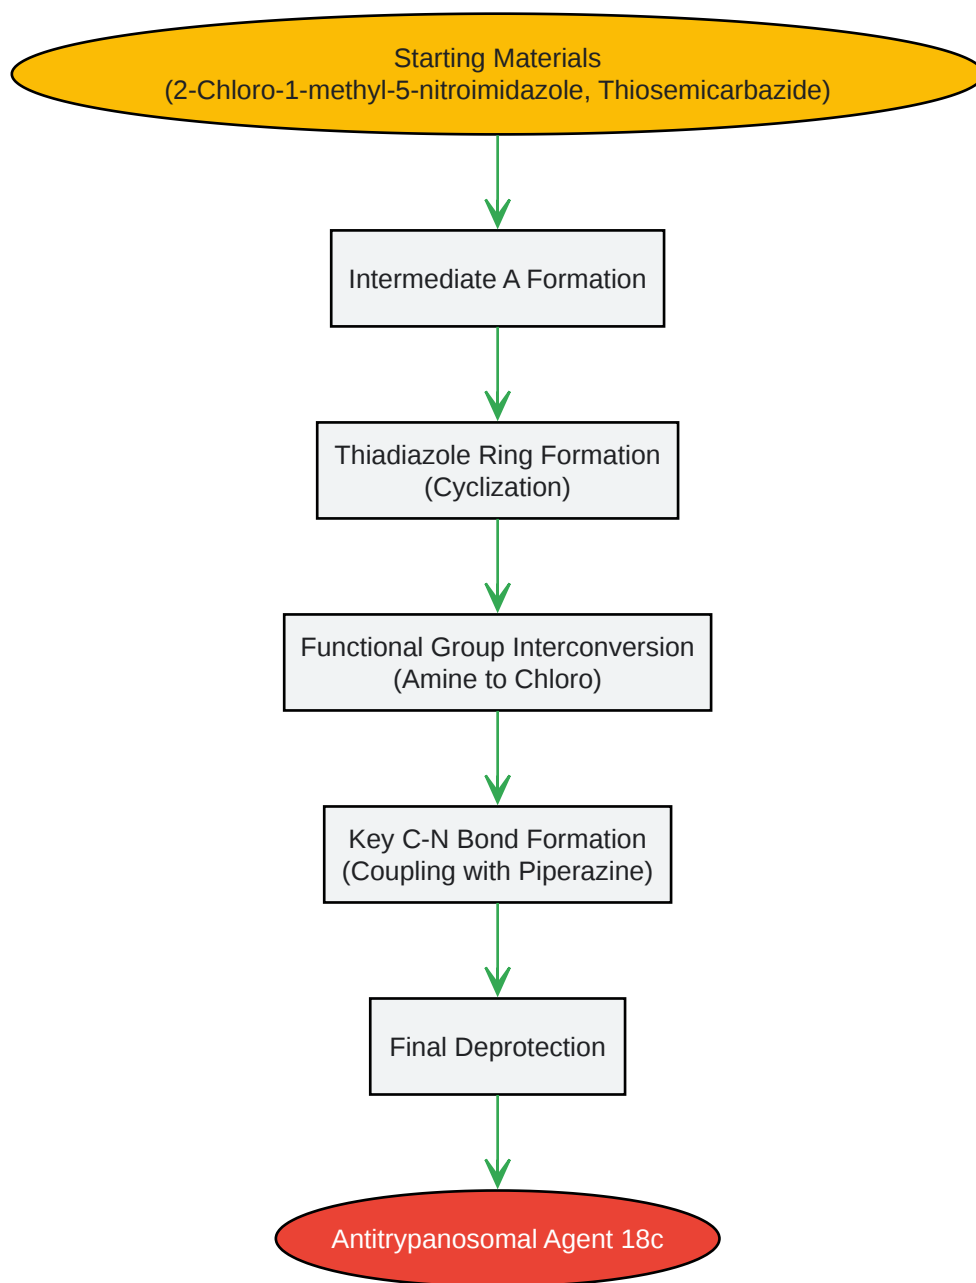 Starting Materials
(2-Chloro-1-methyl-5-nitroimidazole, Thiosemicarbazide)
Intermediate A Formation
Thiadiazole Ring Formation
(Cyclization)
Functional Group Interconversion
(Amine to Chloro)
Key C-N Bond Formation
(Coupling with Piperazine)
Final Deprotection
Antitrypanosomal Agent 18c